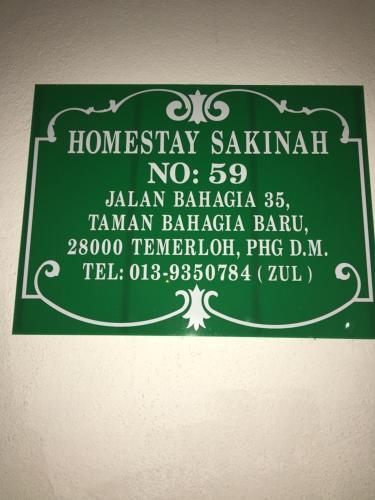 HOMESTAY SAKINAH
NO: 59
JALAN BAHAGIA 35,
TAMAN BAHAGIA BARU,
28000 TEMERLOH, PHG D.M.
TEL: 013-9350784 ( ZUL )